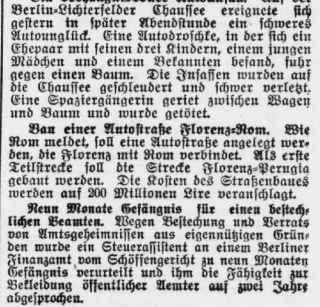 Berlin-Lichterfelder Chaussee ereignete sich
gestern in später Abendstunde ein schweres
Autounglück. Eine Autodroschke, in der sich ein
Ehepaar mit seinen drei Kindern, einem jungen
Mädchen und einem Bekannten befand, fuhr
gegen einen Baum. Die Insassen wurden auf
die Chaussee geschleudert und schwer verletzt.
Eine Spaziergängerin geriet zwischen Wagen
und Baum und wurde getötet.
Bau einer Autostraße Florenz-Rom. Wie
Rom meldet, soll eine Autostraße angelegt wer-
den, die Florenz mit Rom verbindet. Als erste
Teilstrecke soll die Strecke Florenz-Perugia
gebaut werden. Die Kosten des Straßenbaues
werden auf 200 Millionen Lire veranschlagt.
Neun Monate Gefängnis für einen bestech-
lichen Beamten. Wegen Bestechung und Verrats
von Amtsgeheimnissen aus eigennützigen Grün-
den wurde ein Steuerassistent an einem Berliner
Finanzamt vom Schöffengericht zu neun Monaten
Gefängnis verurteilt und ihm die Fähigkeit zur
Bekleidung öffentlicher Aemter auf zwei Jahre
abgesprochen.